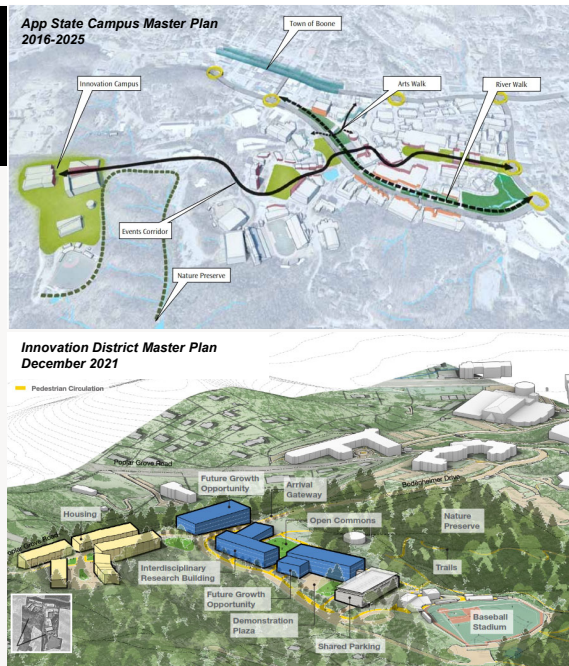 App State Campus Master Plan
2016-2025
Town of Boone
Innovation Campus
Arts Walk
River Walk
Events Corridor
Nature Preserve
Innovation District Master Plan
December 2021
Pedestrian Circulation
Poplar Grove Road
Bodenheimer Drive
Future Growth
Opportunity
Arrival
Gateway
Housing
Open Commons
Nature
Preserve
Interdisciplinary
Research Building
Trails
Future Growth
Opportunity
Demonstration
Plaza
Baseball
Stadium
Shared Parking